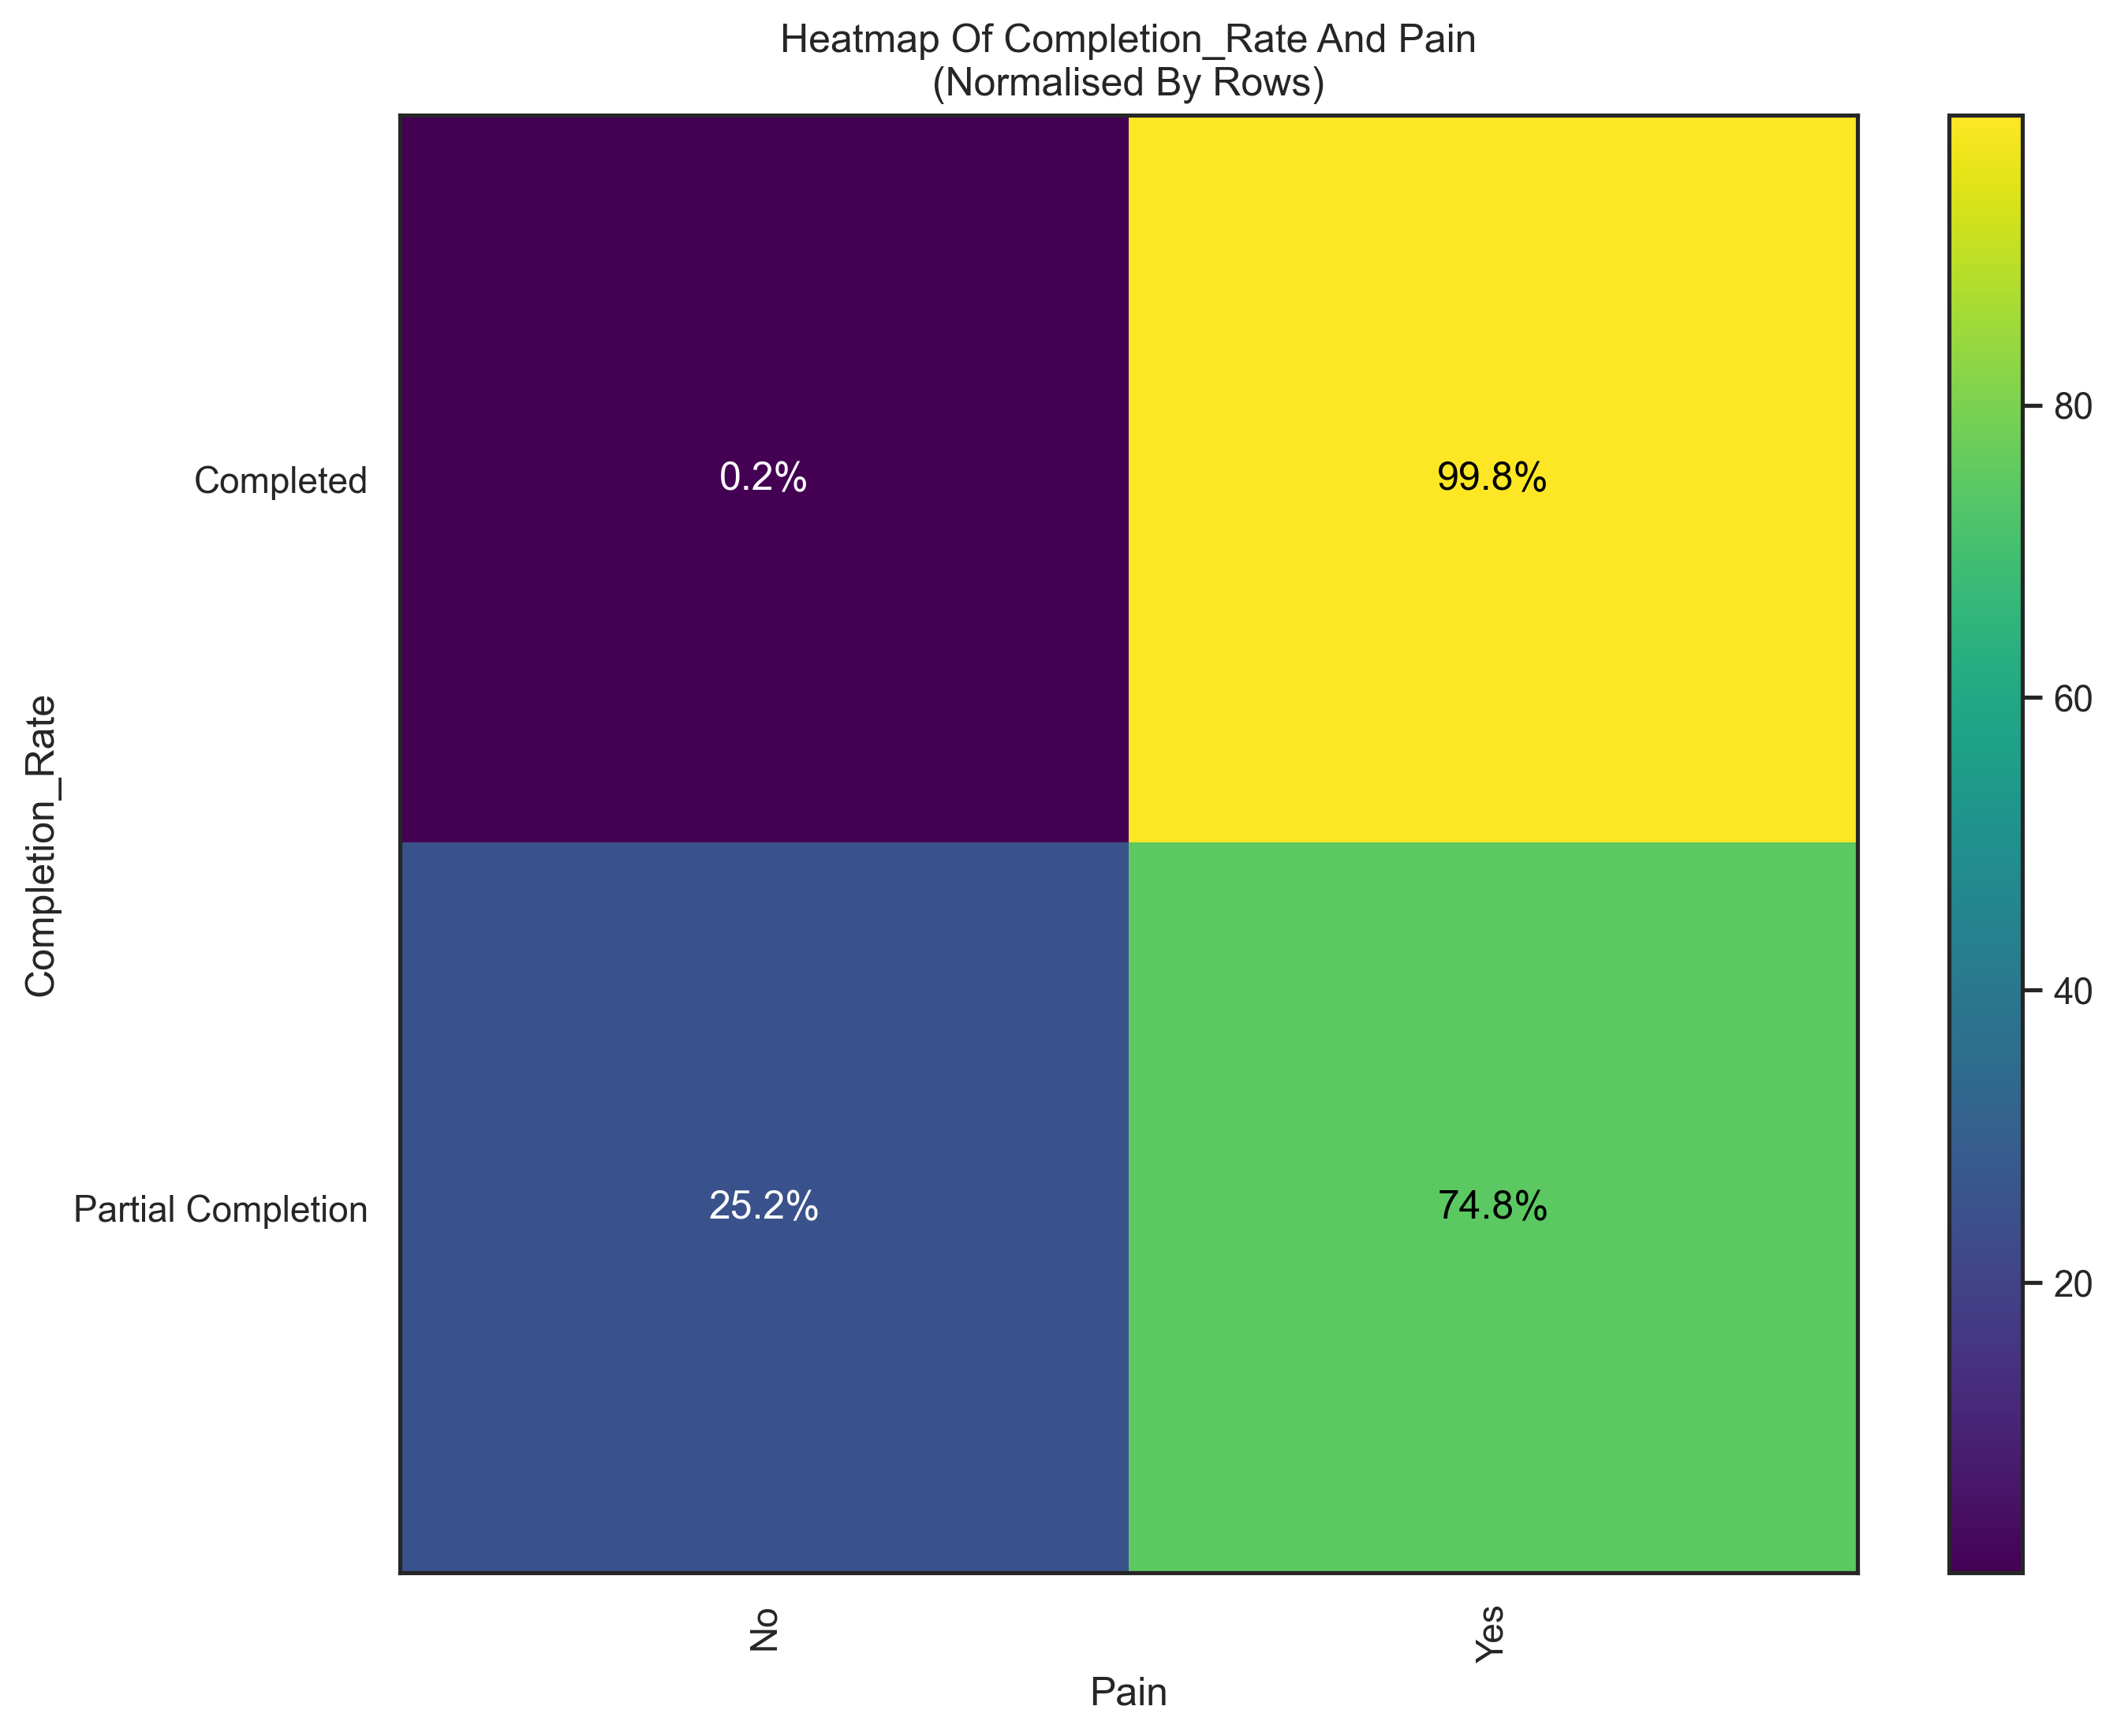 Heatmap Of Completion_Rate And Pain
(Normalised By Rows)
Completion_Rate
Completed
0.2%
99.8%
Partial Completion
25.2%
74.8%
80
60
40
20
No
Yes
Pain